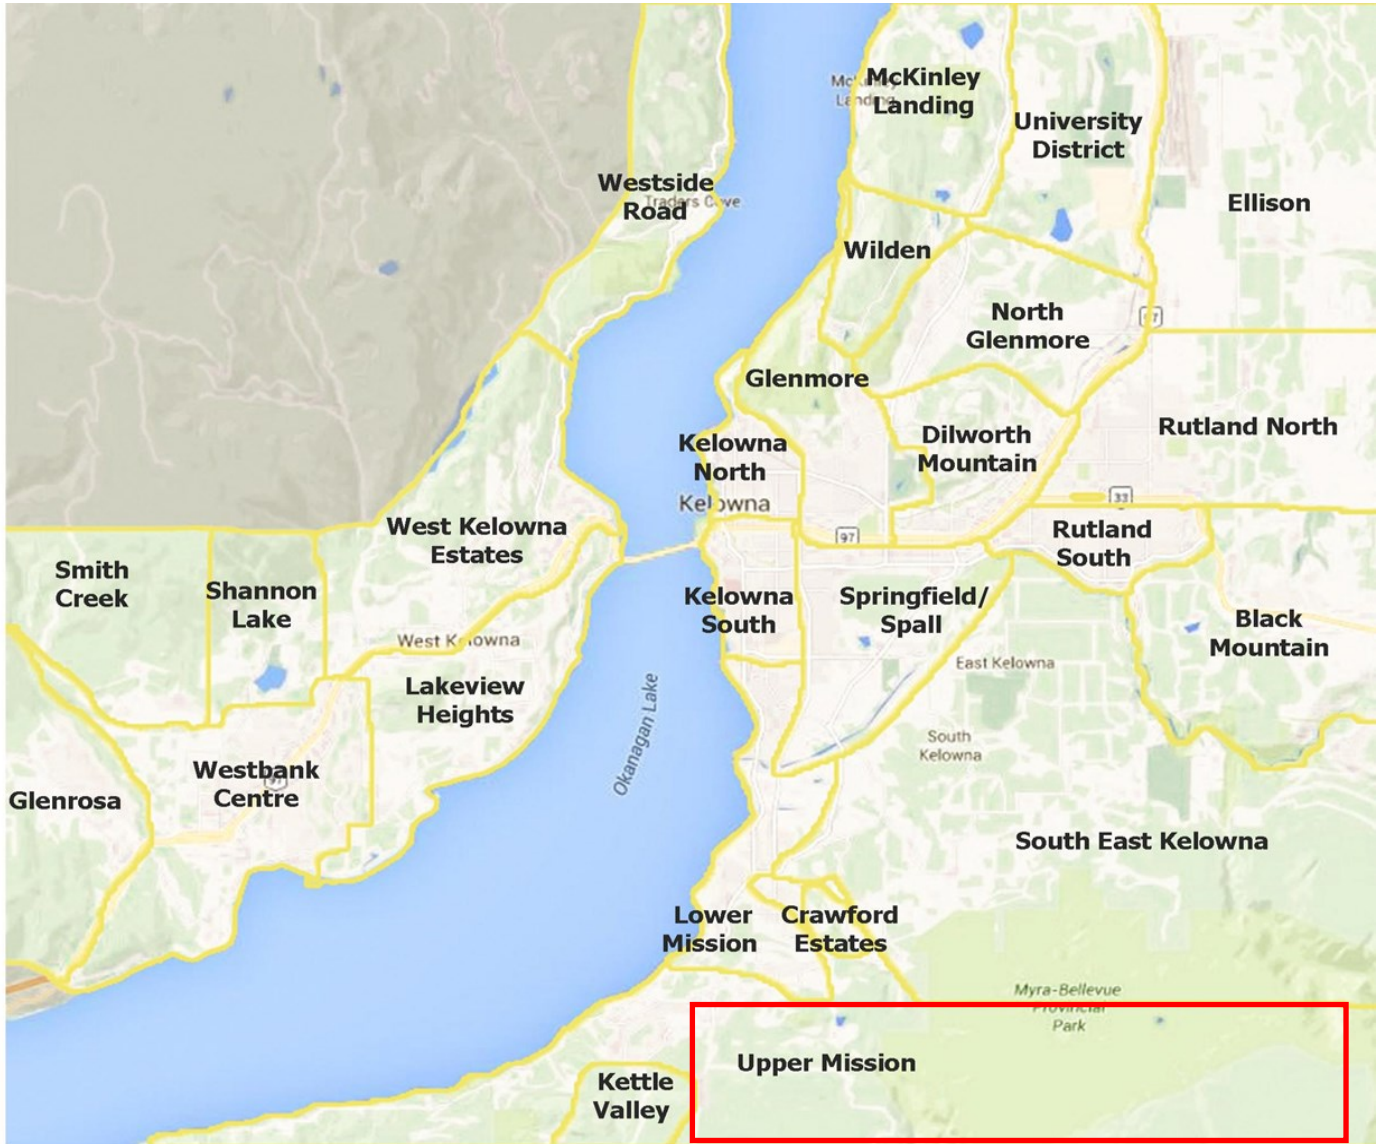 McKinley
Landing
McKinley
Landing
University
District
Westside
Road
Traders Cove
Ellison
Wilden
North
Glenmore
97
Glenmore
Rutland North
Dilworth
Mountain
Kelowna
North
Kelowna
33
West Kelowna
Estates
97
Rutland
South
Smith
Creek
Shannon
Lake
Kelowna
South
Springfield/
Spall
Black
Mountain
West Kelowna
East Kelowna
Lakeview
Heights
Okanagan Lake
South
Kelowna
Westbank
Centre
97
Glenrosa
South East Kelowna
Lower
Mission
Crawford
Estates
Myra-Bellevue
Provincial
Park
Upper Mission
Kettle
Valley